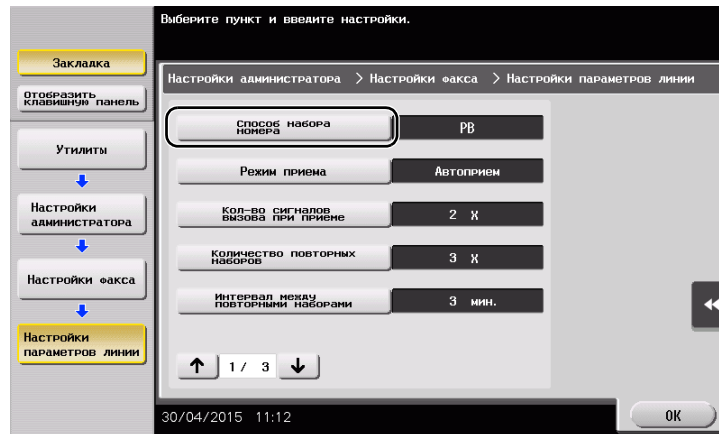 Выберите пункт и введите настройки.
Закладка
Отобразить
клавишную панель
Утилиты
Настройки
администратора
Настройки факса
Настройки
параметров линии
Настройки администратора > Настройки факса > Настройки параметров линии
Способ набора
номера
PB
Режим приема
Автоприем
Кол-во сигналов
вызова при приеме
2 X
Количество повторных
наборов
3 X
Интервал между
повторными наборами
3 мин.
1/ 3
30/04/2015 11:12
OK